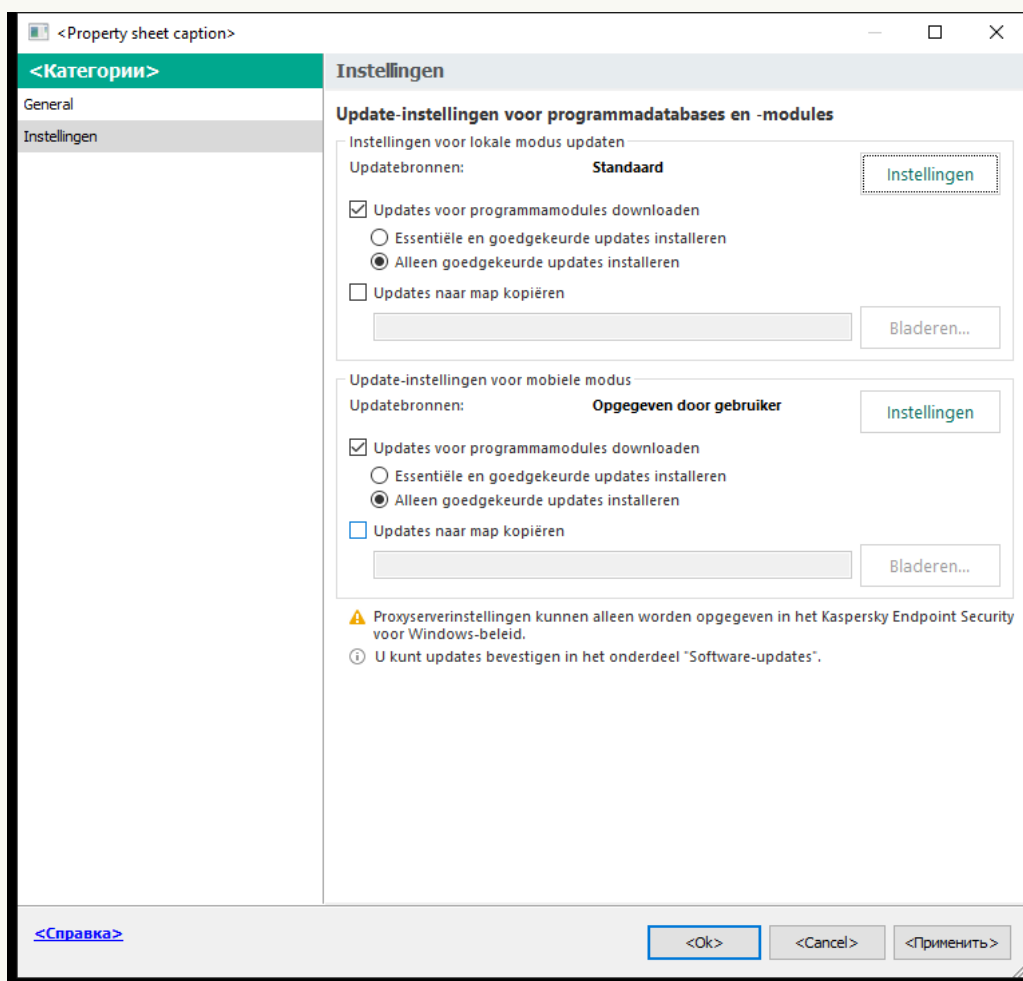 <Property sheet caption>
<Категории>
General
Instellingen
Instellingen
Update-instellingen voor programmadatabases en -modules
Instellingen voor lokale modus updaten
Updatebronnen: Standaard
Instellingen
Updates voor programmamodules downloaden
Essentiële en goedgekeurde updates installeren
Alleen goedgekeurde updates installeren
Updates naar map kopiëren
Bladeren...
Update-instellingen voor mobiele modus
Updatebronnen: Opgegeven door gebruiker
Instellingen
Updates voor programmamodules downloaden
Essentiële en goedgekeurde updates installeren
Alleen goedgekeurde updates installeren
Updates naar map kopiëren
Bladeren...
Proxyserverinstellingen kunnen alleen worden opgegeven in het Kaspersky Endpoint Security
voor Windows-beleid.
U kunt updates bevestigen in het onderdeel "Software-updates".
<Справка>
<Ok>
<Cancel>
<Применить>